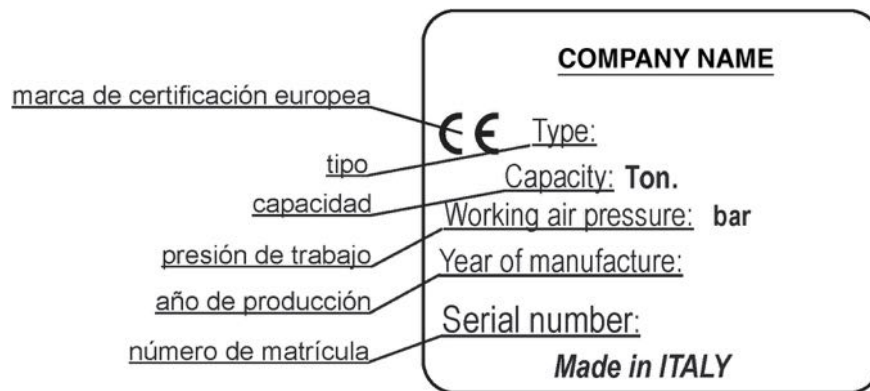 COMPANY NAME
marca de certificación europea
CE Type:
tipo
Capacity: Ton.
capacidad
Working air pressure: bar
presión de trabajo
Year of manufacture:
año de producción
Serial number:
número de matrícula
Made in ITALY